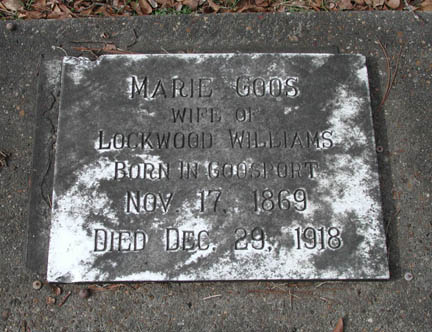 MARIE GOOS
WIFE OF
LOCKWOOD WILLIAMS
BORN IN GOOSPORT
NOV. 17, 1869
DIED DEC. 29, 1918